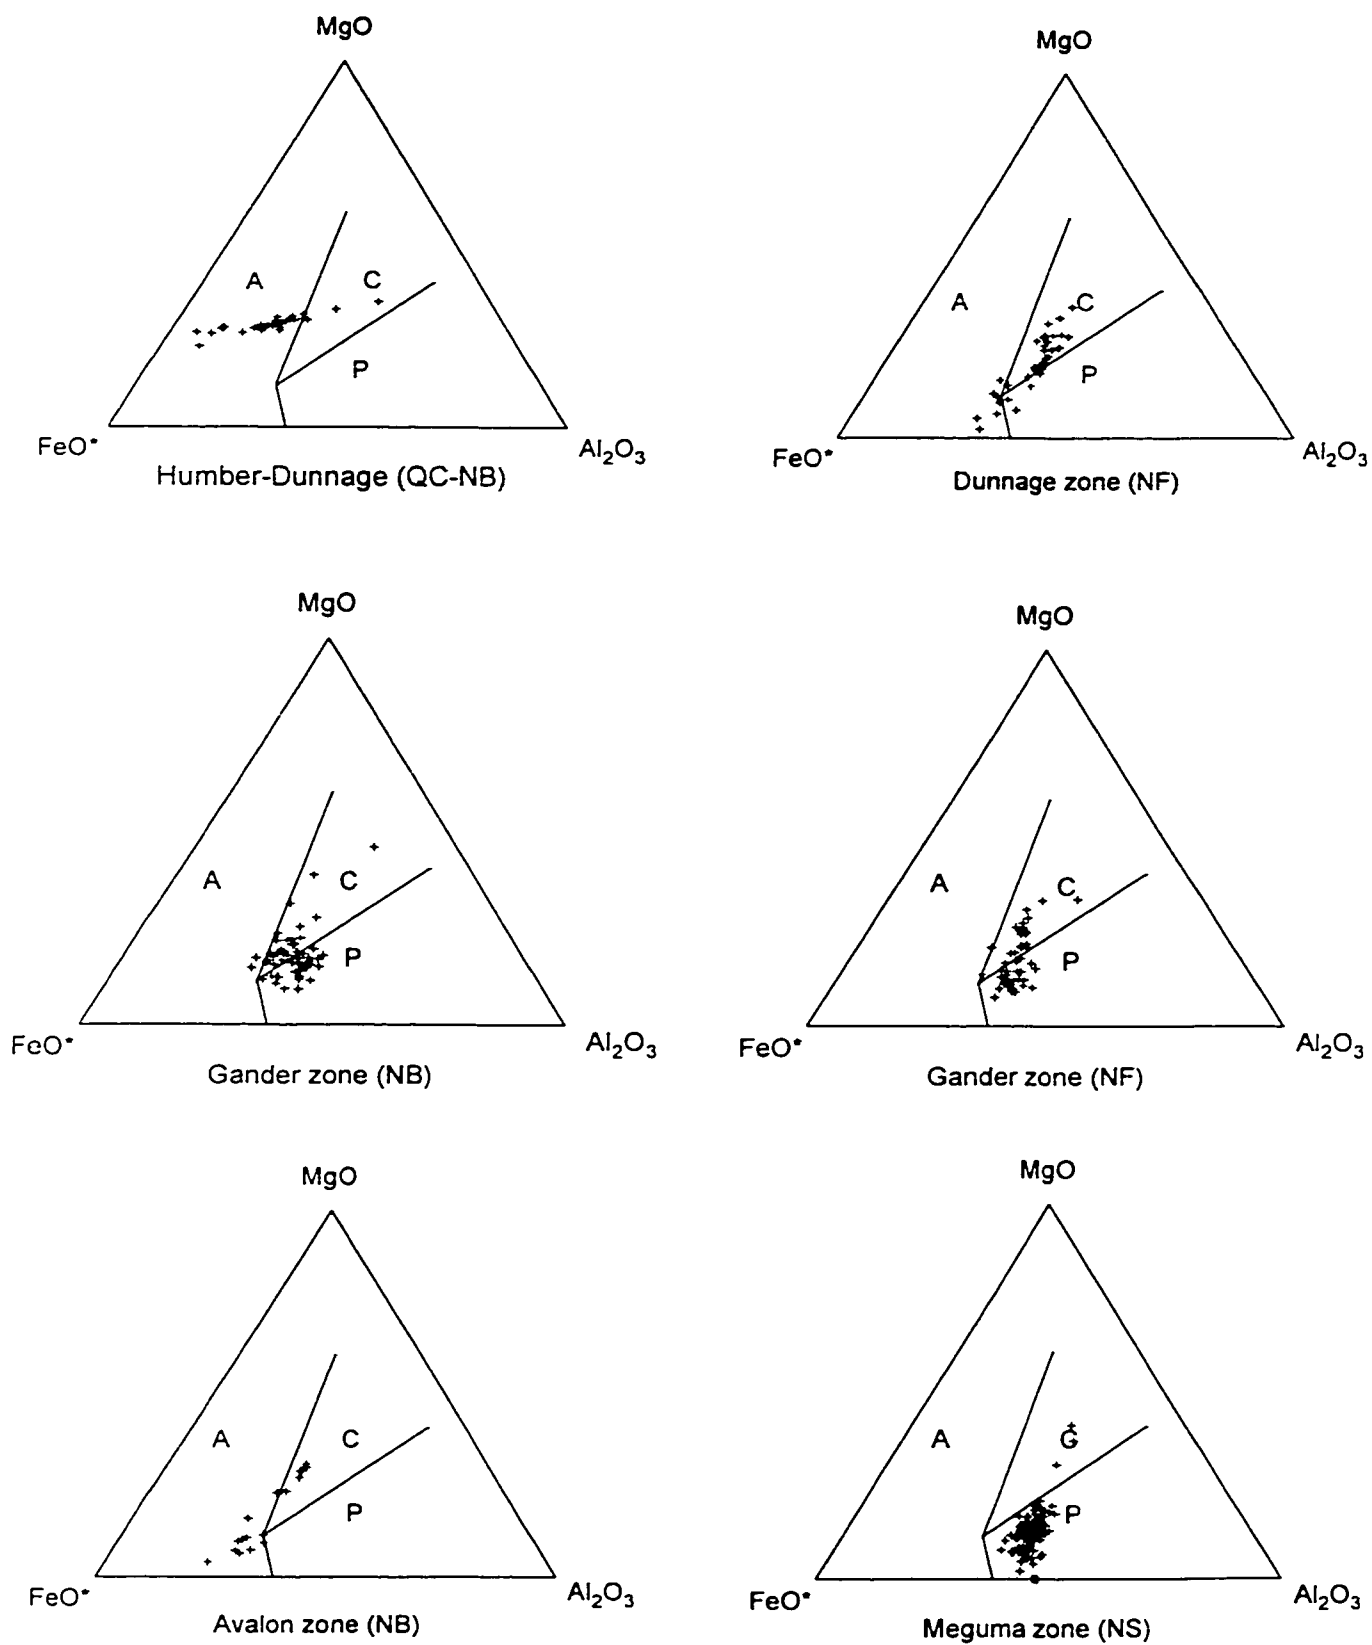 MgO
A
C
P
FeO*
Al₂O₃
Humber-Dunnage (QC-NB)
MgO
A
C
P
FeO*
Al₂O₃
Dunnage zone (NF)
MgO
A
C
P
FeO*
Al₂O₃
Gander zone (NB)
MgO
A
C
P
FeO*
Al₂O₃
Gander zone (NF)
MgO
A
C
P
FeO*
Al₂O₃
Avalon zone (NB)
MgO
A
C
P
FeO*
Al₂O₃
Meguma zone (NS)